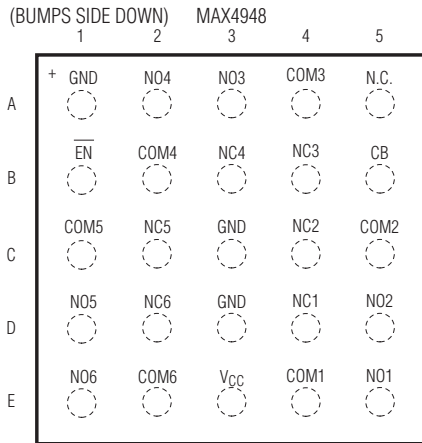 (BUMPS SIDE DOWN) MAX4948
1 2 3 4 5
+ GND NO4 NO3 COM3 N.C.
A
EN COM4 NC4 NC3 CB
B
COM5 NC5 GND NC2 COM2
C
NO5 NC6 GND NC1 NO2
D
NO6 COM6 VCC COM1 NO1
E